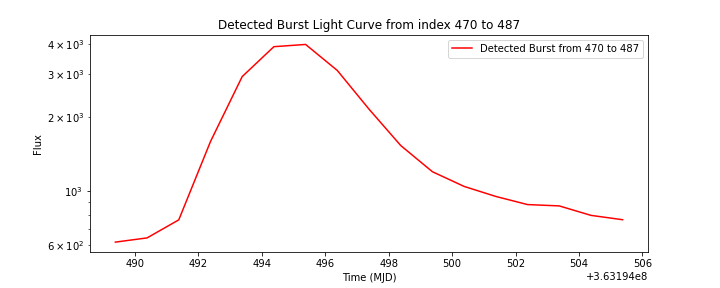 Detected Burst Light Curve from index 470 to 487
Detected Burst from 470 to 487
4 × 10³
3 × 10³
2 × 10³
10³
6 × 10²
Flux
490 492 494 496 498 500 502 504 506
Time (MJD)
+3.63194e8